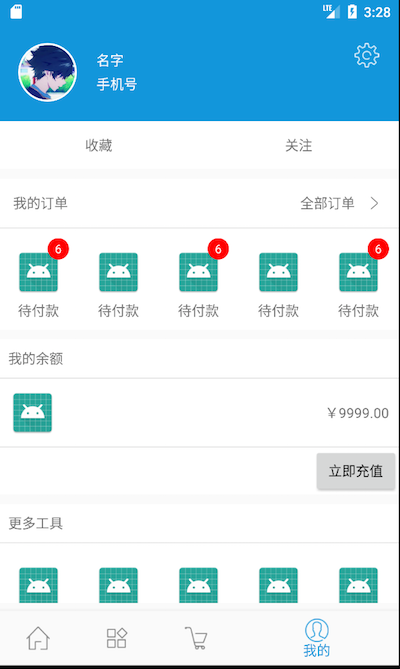 LTE 3:28
名字
手机号
收藏 关注
我的订单 全部订单
6 6 6
待付款 待付款 待付款 待付款 待付款
我的余额
￥9999.00
立即充值
更多工具
我的